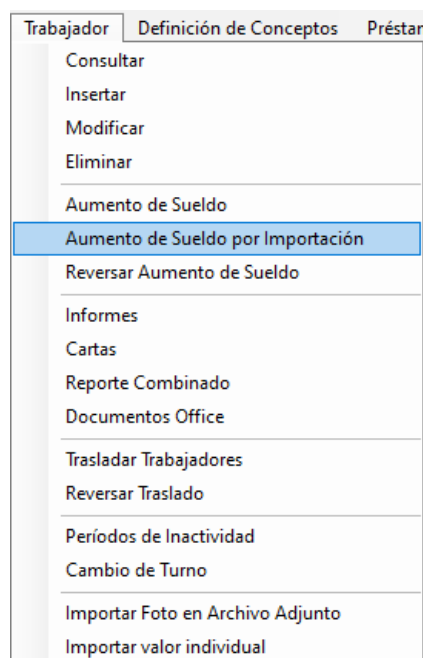 Trabajador Definición de Conceptos Préstar
Consultar
Insertar
Modificar
Eliminar
Aumento de Sueldo
Aumento de Sueldo por Importación
Reversar Aumento de Sueldo
Informes
Cartas
Reporte Combinado
Documentos Office
Trasladar Trabajadores
Reversar Traslado
Períodos de Inactividad
Cambio de Turno
Importar Foto en Archivo Adjunto
Importar valor individual